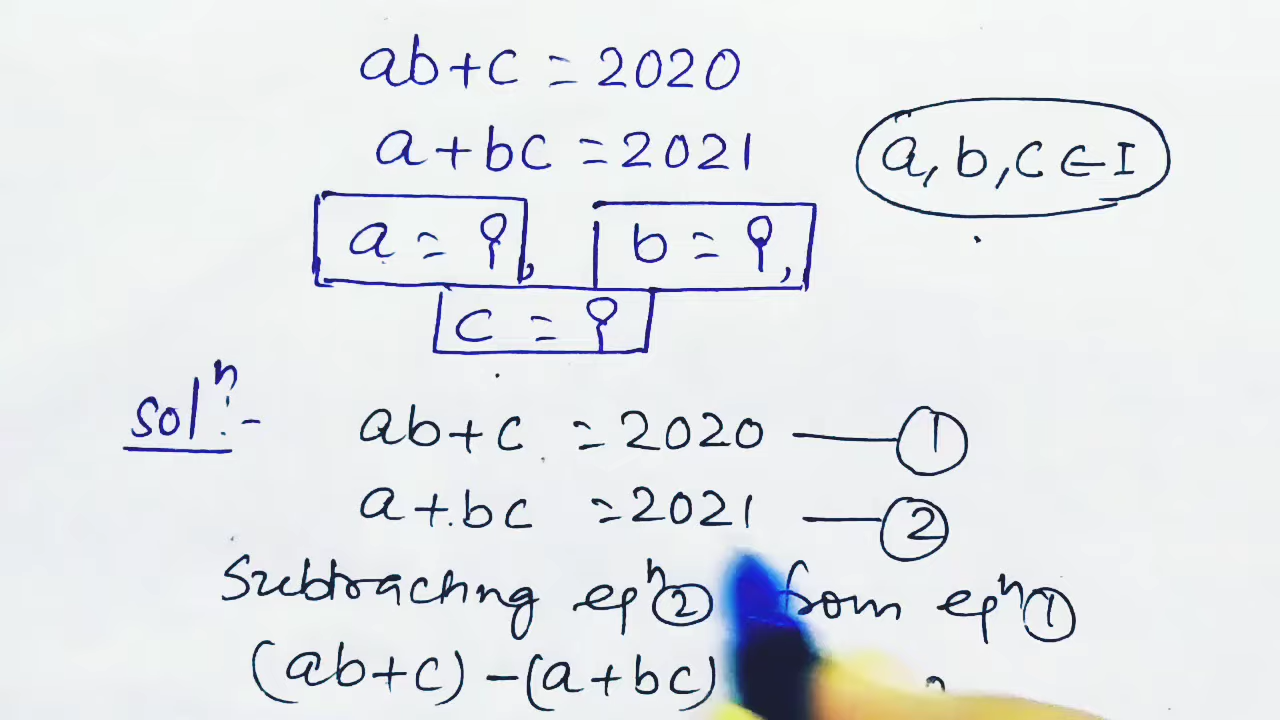 ab+c = 2020
a+bc = 2021
a, b, c ∈ I
a = ?, b = ?,
c = ?
solⁿ:-
ab+c = 2020 — ①
a+bc = 2021 — ②
Subtracting eqⁿ ② from eqⁿ ①
(ab+c) - (a+bc)